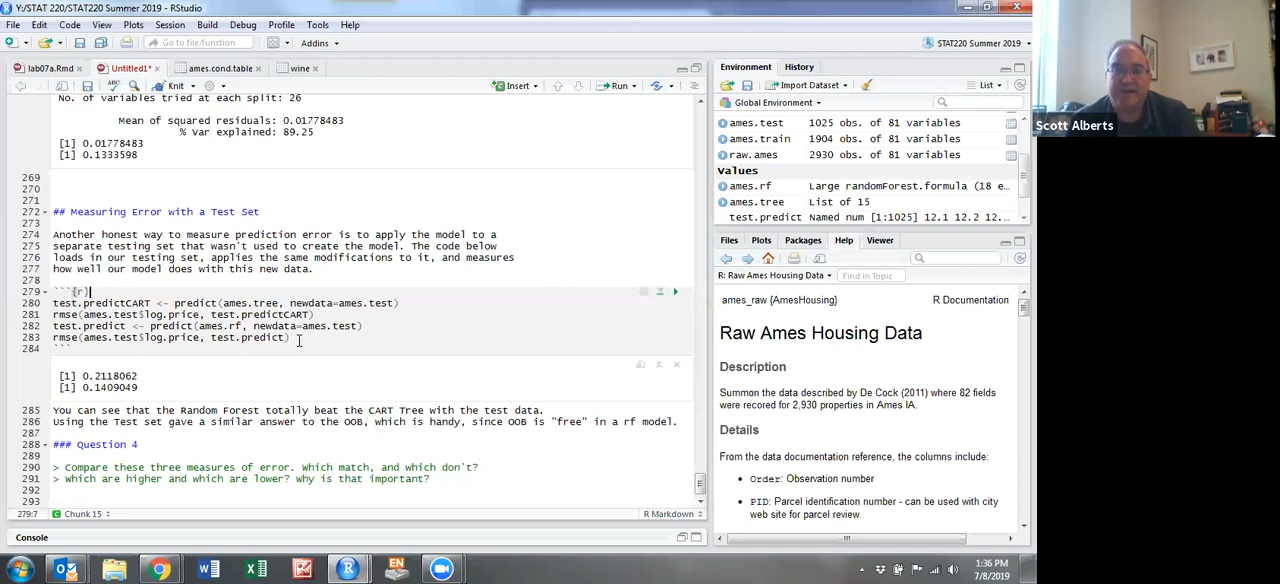 Y:/STAT 220/STAT220 Summer 2019 - RStudio
File Edit Code View Plots Session Build Debug Profile Tools Help
Go to file/function Addins STAT220 Summer 2019
lab07a.Rmd Untitled1* ames.cond.table wine
Knit Insert Run
No. of variables tried at each split: 26
Mean of squared residuals: 0.01778483
% Var explained: 89.25
[1] 0.01778483
[1] 0.1333598
269
270
271
272 ## Measuring Error with a Test Set
273
274 Another honest way to measure prediction error is to apply the model to a
275 separate testing set that wasn't used to create the model. The code below
276 loads in our testing set, applies the same modifications to it, and measures
277 how well our model does with this new data.
278
279 ```{r}
280 test.predictCART <- predict(ames.tree, newdata=ames.test)
281 rmse(ames.test$log.price, test.predictCART)
282 test.predict <- predict(ames.rf, newdata=ames.test)
283 rmse(ames.test$log.price, test.predict)
284 ```
[1] 0.2118062
[1] 0.1409049
285 You can see that the Random Forest totally beat the CART Tree with the test data.
286 Using the Test set gave a similar answer to the OOB, which is handy, since OOB is "free" in a rf model.
287
288 ### Question 4
289
290 > Compare these three measures of error. Which match, and which don't?
291 > Which are higher and which are lower? Why is that important?
292
293
279:7 Chunk 15 R Markdown
Console
Environment History
Import Dataset List
Global Environment
ames.test 1025 obs. of 81 variables
ames.train 1904 obs. of 81 variables
raw.ames 2930 obs. of 81 variables
Values
ames.rf Large randomForest.formula (18 e…
ames.tree List of 15
test.predict Named num [1:1025] 12.1 12.2 12.…
Files Plots Packages Help Viewer
R: Raw Ames Housing Data Find in Topic
ames_raw {AmesHousing} R Documentation
Raw Ames Housing Data
Description
Summon the data described by De Cock (2011) where 82 fields
were recored for 2,930 properties in Ames IA.
Details
From the data documentation reference, the columns include:
• Order: Observation number
• PID: Parcel identification number - can be used with city
web site for parcel review.
Scott Alberts
EN
1:36 PM
7/8/2019